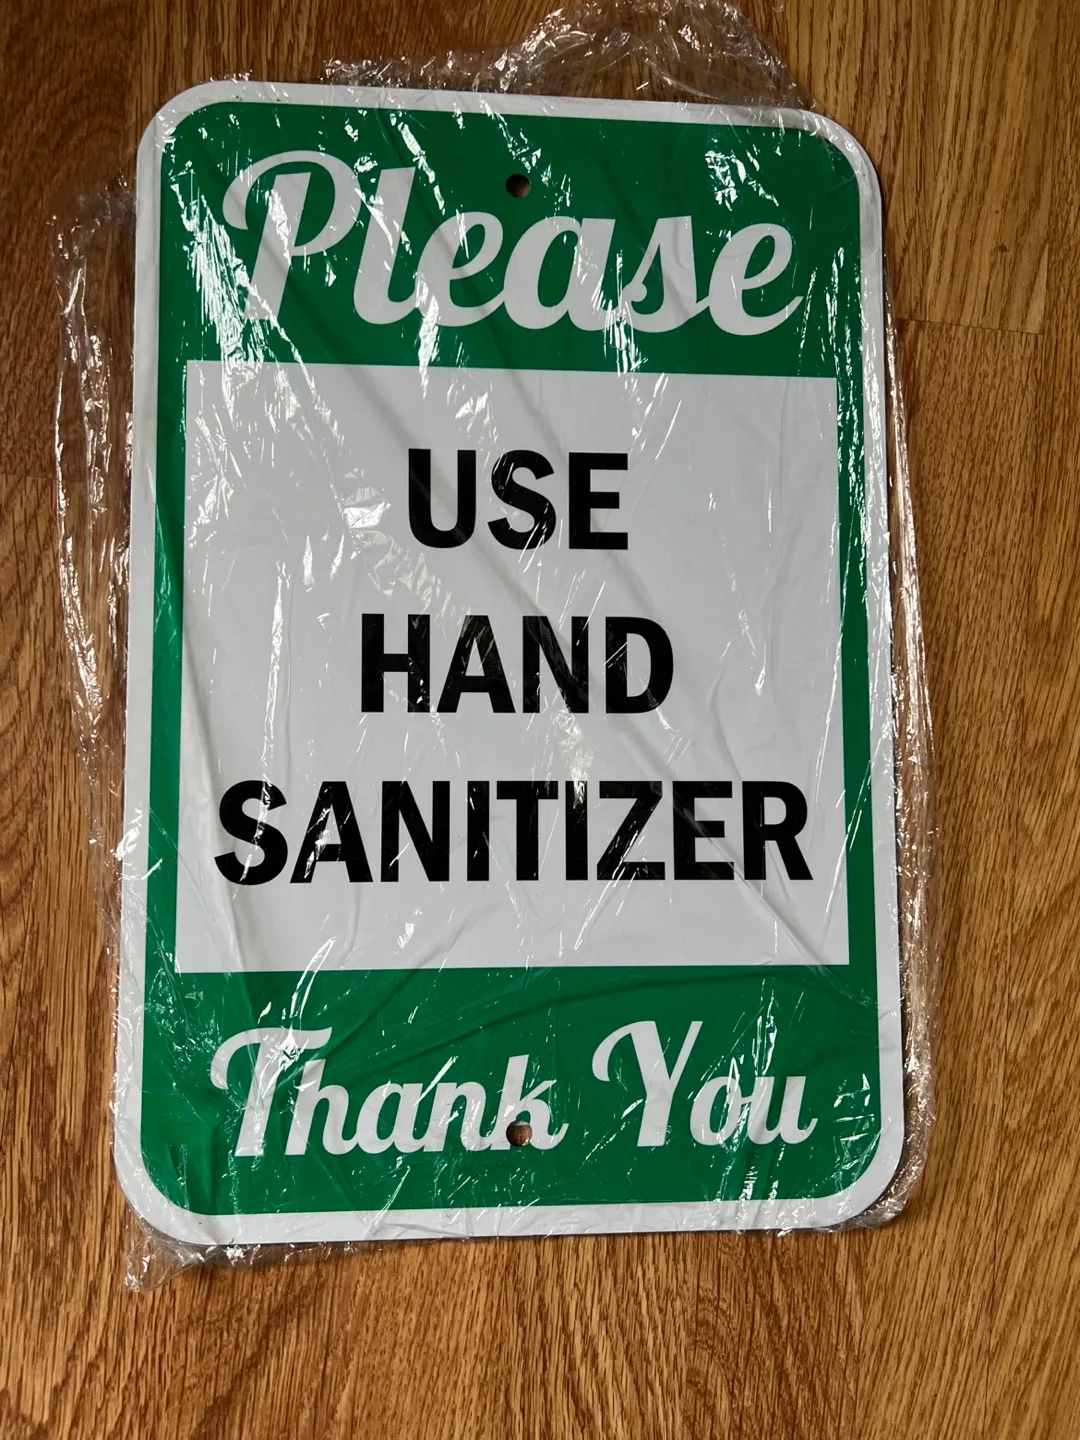 Please
USE
HAND
SANITIZER
Thank You